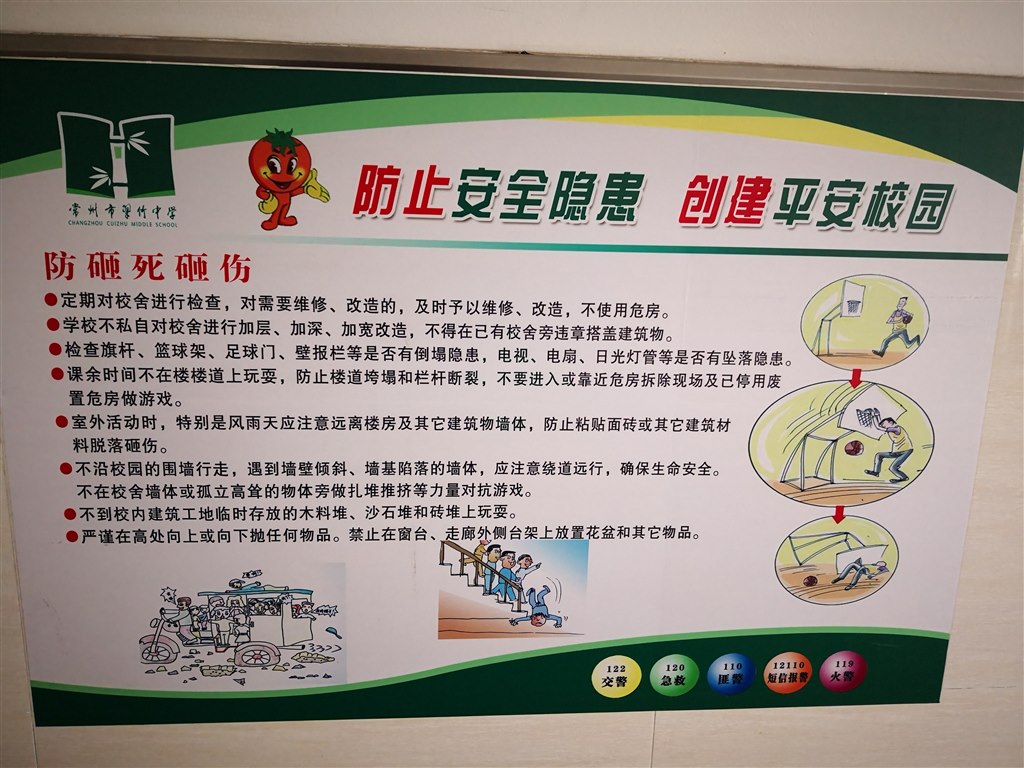 常州市翠竹中学
CHANGZHOU CUIZHU MIDDLE SCHOOL
防止安全隐患 创建平安校园
防砸死砸伤
●定期对校舍进行检查，对需要维修、改造的，及时予以维修、改造，不使用危房。
●学校不私自对校舍进行加层、加深、加宽改造，不得在已有校舍旁违章搭盖建筑物。
●检查旗杆、篮球架、足球门、壁报栏等是否有倒塌隐患，电视、电扇、日光灯管等是否有坠落隐患。
●课余时间不在楼楼道上玩耍，防止楼道垮塌和栏杆断裂，不要进入或靠近危房拆除现场及已停用废
置危房做游戏。
●室外活动时，特别是风雨天应注意远离楼房及其它建筑物墙体，防止粘贴面砖或其它建筑材
料脱落砸伤。
●不沿校园的围墙行走，遇到墙壁倾斜、墙基陷落的墙体，应注意绕道远行，确保生命安全。
不在校舍墙体或孤立高耸的物体旁做扎堆推挤等力量对抗游戏。
●不到校内建筑工地临时存放的木料堆、沙石堆和砖堆上玩耍。
●严谨在高处向上或向下抛任何物品。禁止在窗台、走廊外侧台架上放置花盆和其它物品。
122
交警
120
急救
110
匪警
12110
短信报警
119
火警